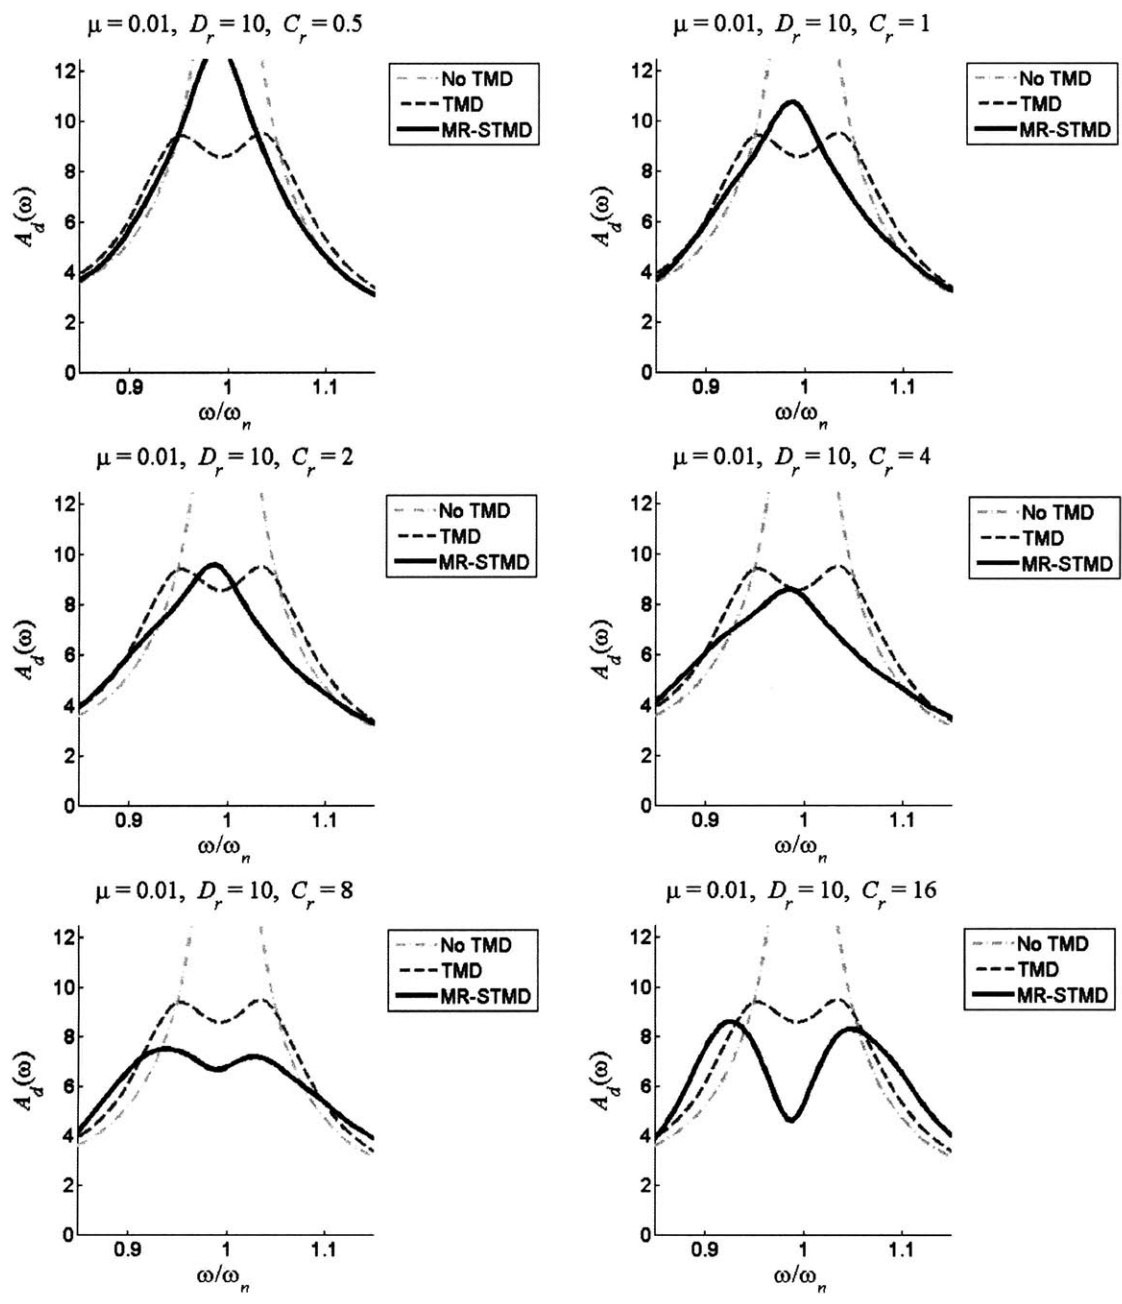 μ = 0.01, D_r = 10, C_r = 0.5
12
10
8
6
4
2
0
A_d(ω)
0.9 1 1.1
ω/ω_n
No TMD
TMD
MR-STMD
μ = 0.01, D_r = 10, C_r = 1
12
10
8
6
4
2
0
A_d(ω)
0.9 1 1.1
ω/ω_n
No TMD
TMD
MR-STMD
μ = 0.01, D_r = 10, C_r = 2
12
10
8
6
4
2
0
A_d(ω)
0.9 1 1.1
ω/ω_n
No TMD
TMD
MR-STMD
μ = 0.01, D_r = 10, C_r = 4
12
10
8
6
4
2
0
A_d(ω)
0.9 1 1.1
ω/ω_n
No TMD
TMD
MR-STMD
μ = 0.01, D_r = 10, C_r = 8
12
10
8
6
4
2
0
A_d(ω)
0.9 1 1.1
ω/ω_n
No TMD
TMD
MR-STMD
μ = 0.01, D_r = 10, C_r = 16
12
10
8
6
4
2
0
A_d(ω)
0.9 1 1.1
ω/ω_n
No TMD
TMD
MR-STMD